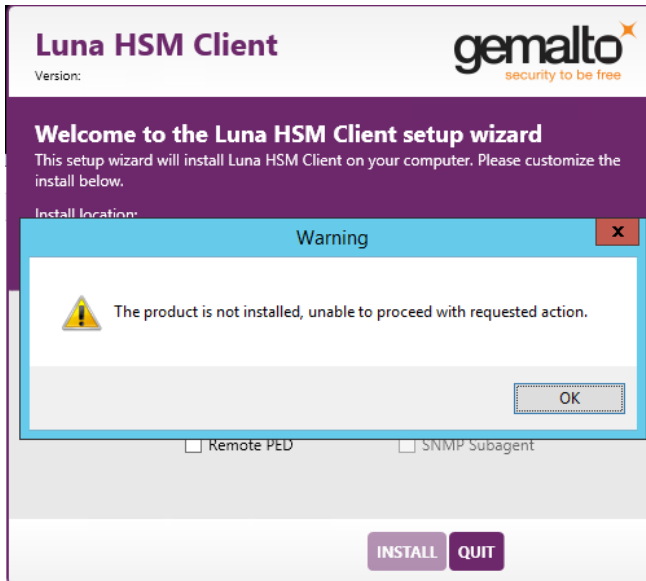 Luna HSM Client
Version:
gemalto
security to be free
Welcome to the Luna HSM Client setup wizard
This setup wizard will install Luna HSM Client on your computer. Please customize the
install below.
Install location:
Warning
x
The product is not installed, unable to proceed with requested action.
OK
Remote PED
SNMP Subagent
INSTALL
QUIT